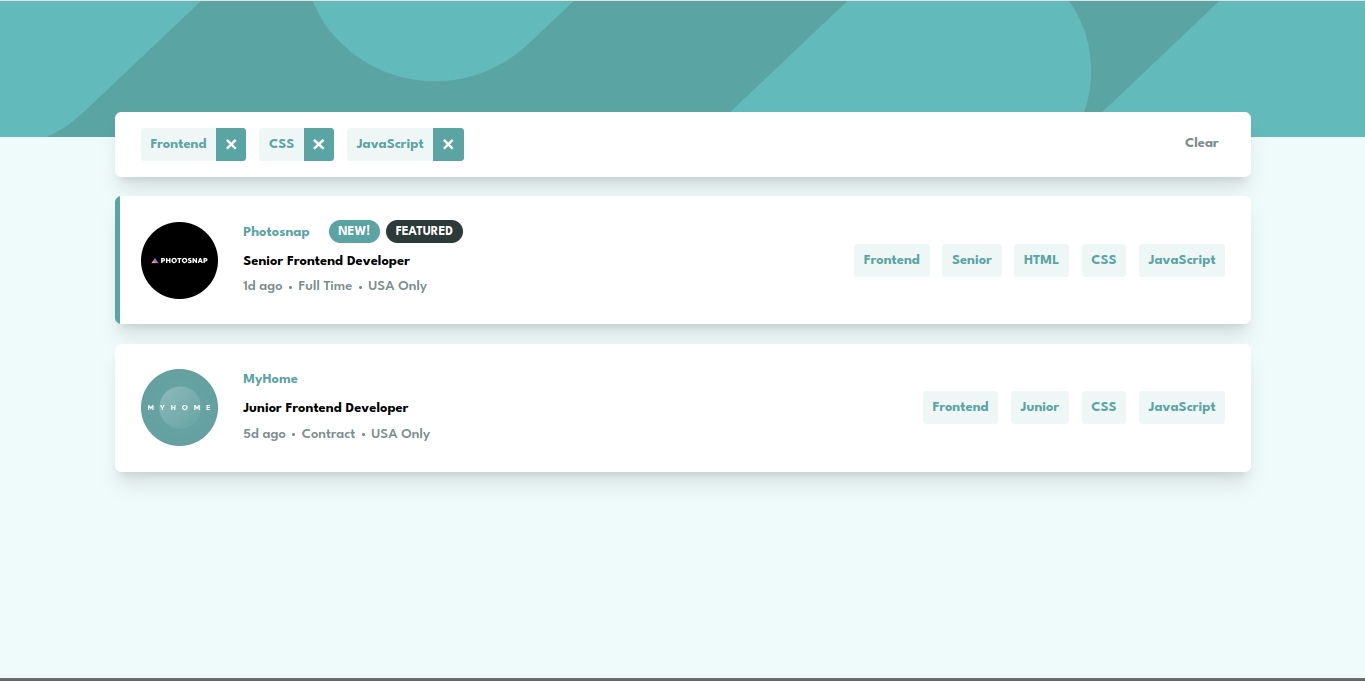 Frontend CSS JavaScript Clear
PHOTOSNAP
Photosnap NEW! FEATURED
Senior Frontend Developer
1d ago • Full Time • USA Only
Frontend Senior HTML CSS JavaScript
MYHOME
MyHome
Junior Frontend Developer
5d ago • Contract • USA Only
Frontend Junior CSS JavaScript